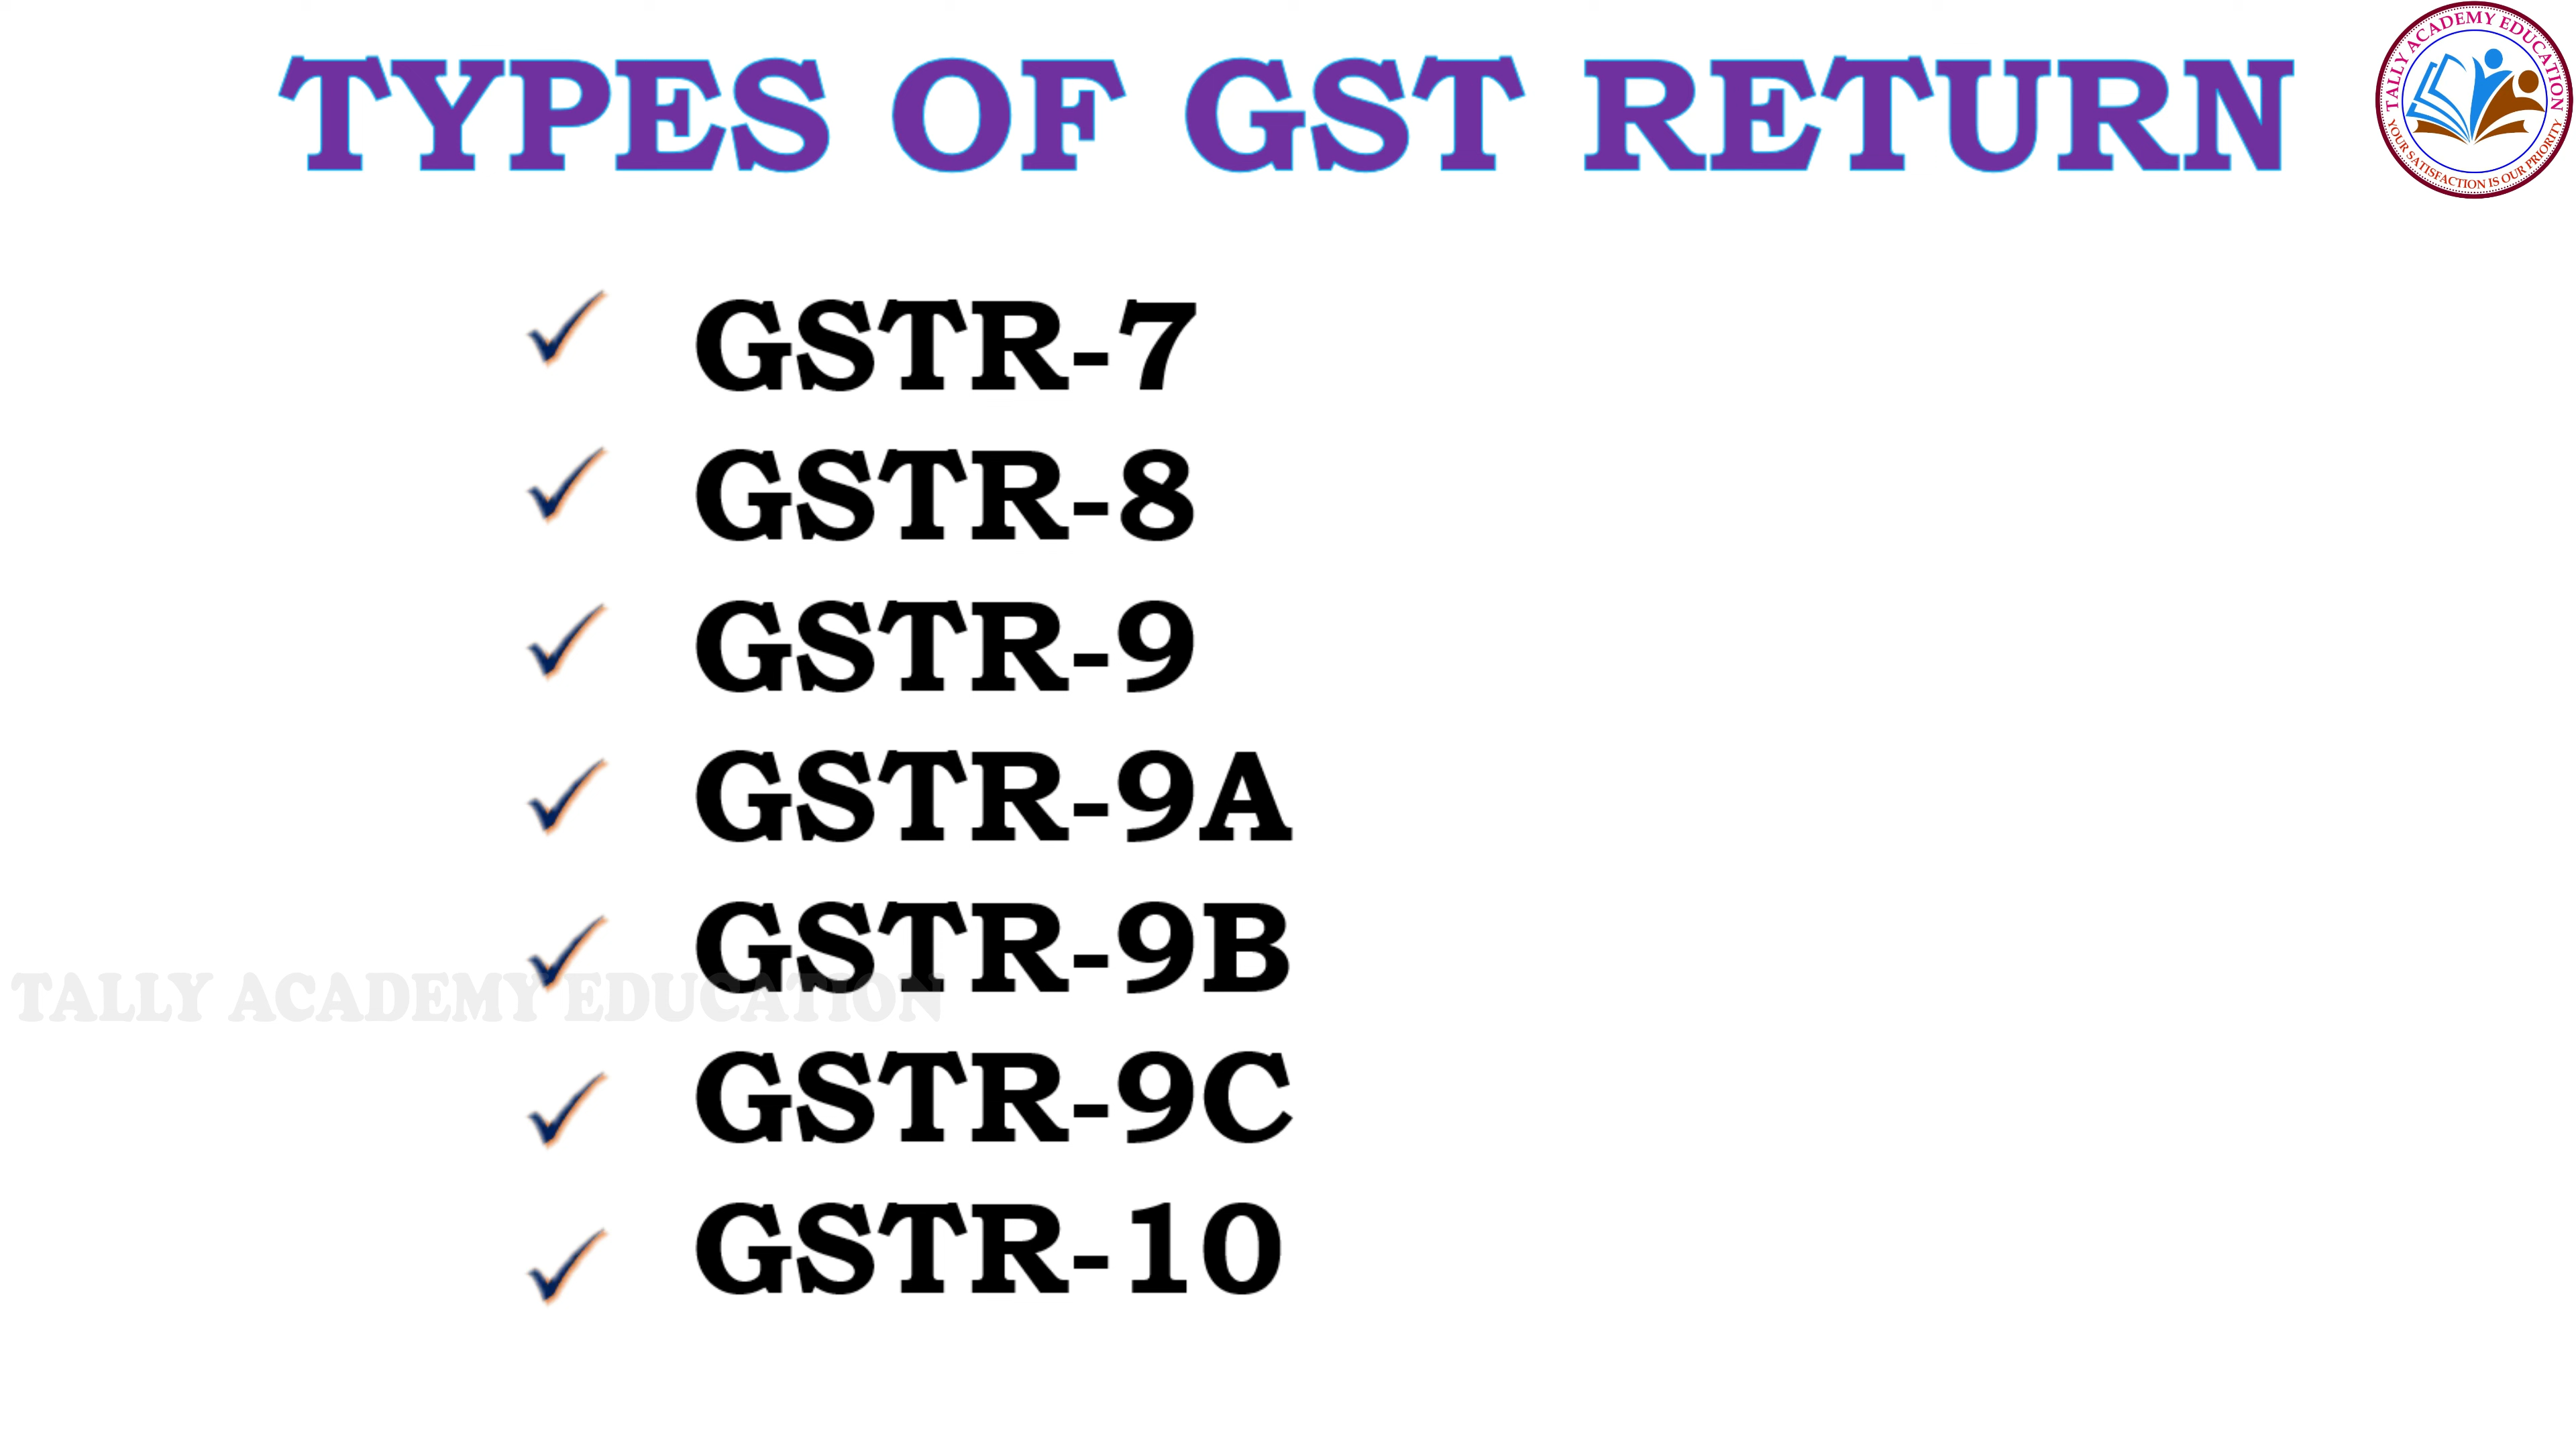 TYPES OF GST RETURN
TALLY ACADEMY EDUCATION
YOUR SATISFACTION IS OUR PRIORITY
GSTR-7
GSTR-8
GSTR-9
GSTR-9A
GSTR-9B
TALLY ACADEMY EDUCATION
GSTR-9C
GSTR-10